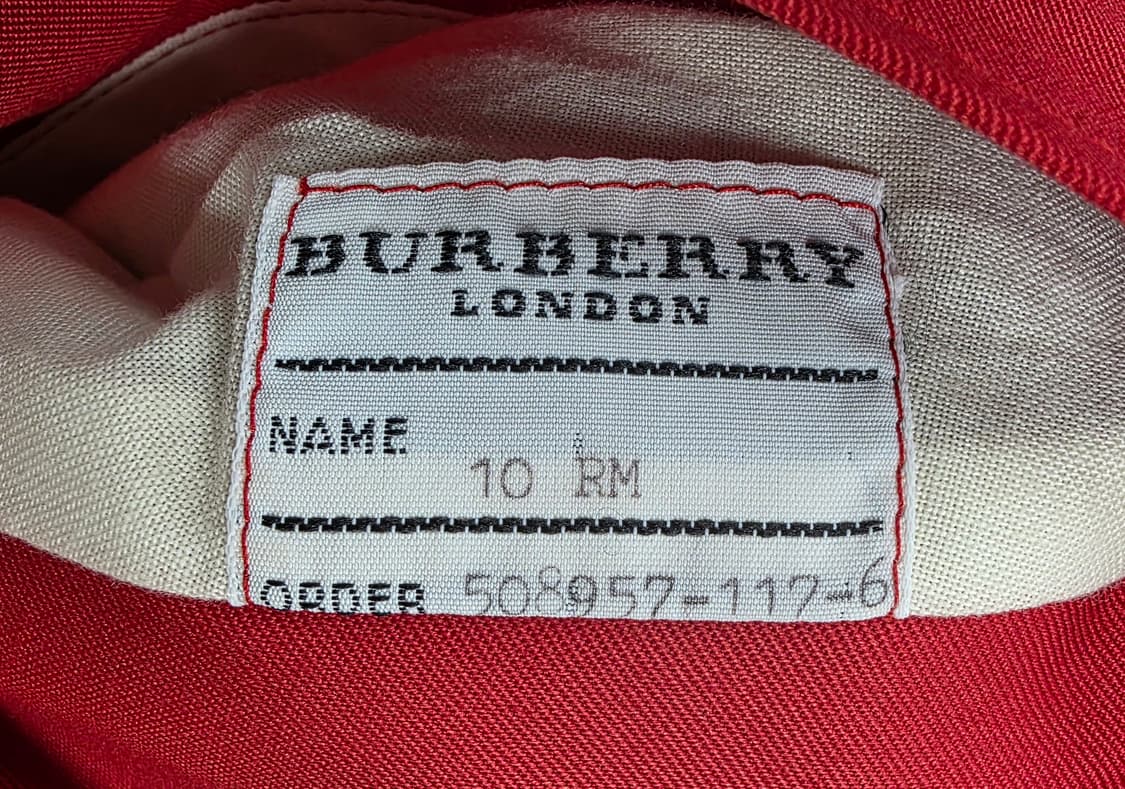 BURBERRY
LONDON
NAME
10 RM
ORDER 508957-117-6